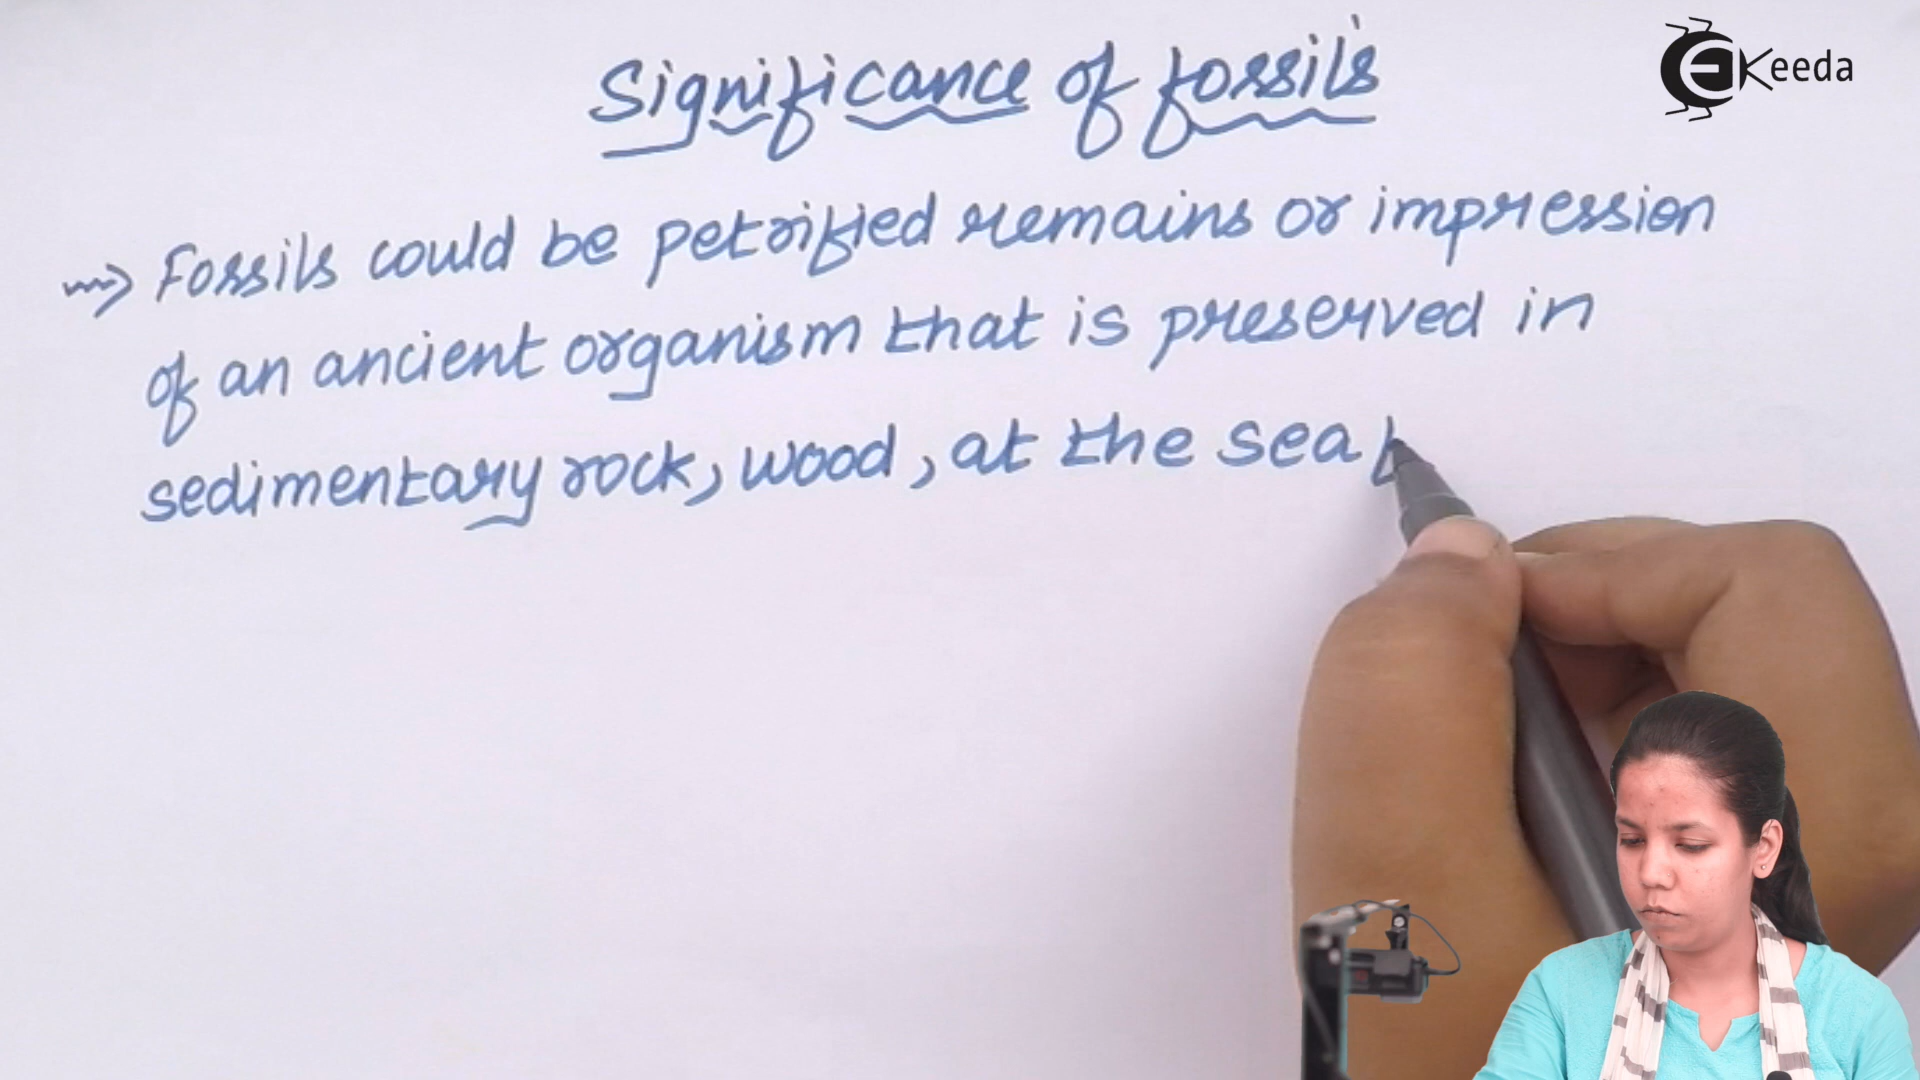 Significance of fossils
Ekeeda
⇝ Fossils could be petrified remains or impression
of an ancient organism that is preserved in
sedimentary rock, wood, at the sea